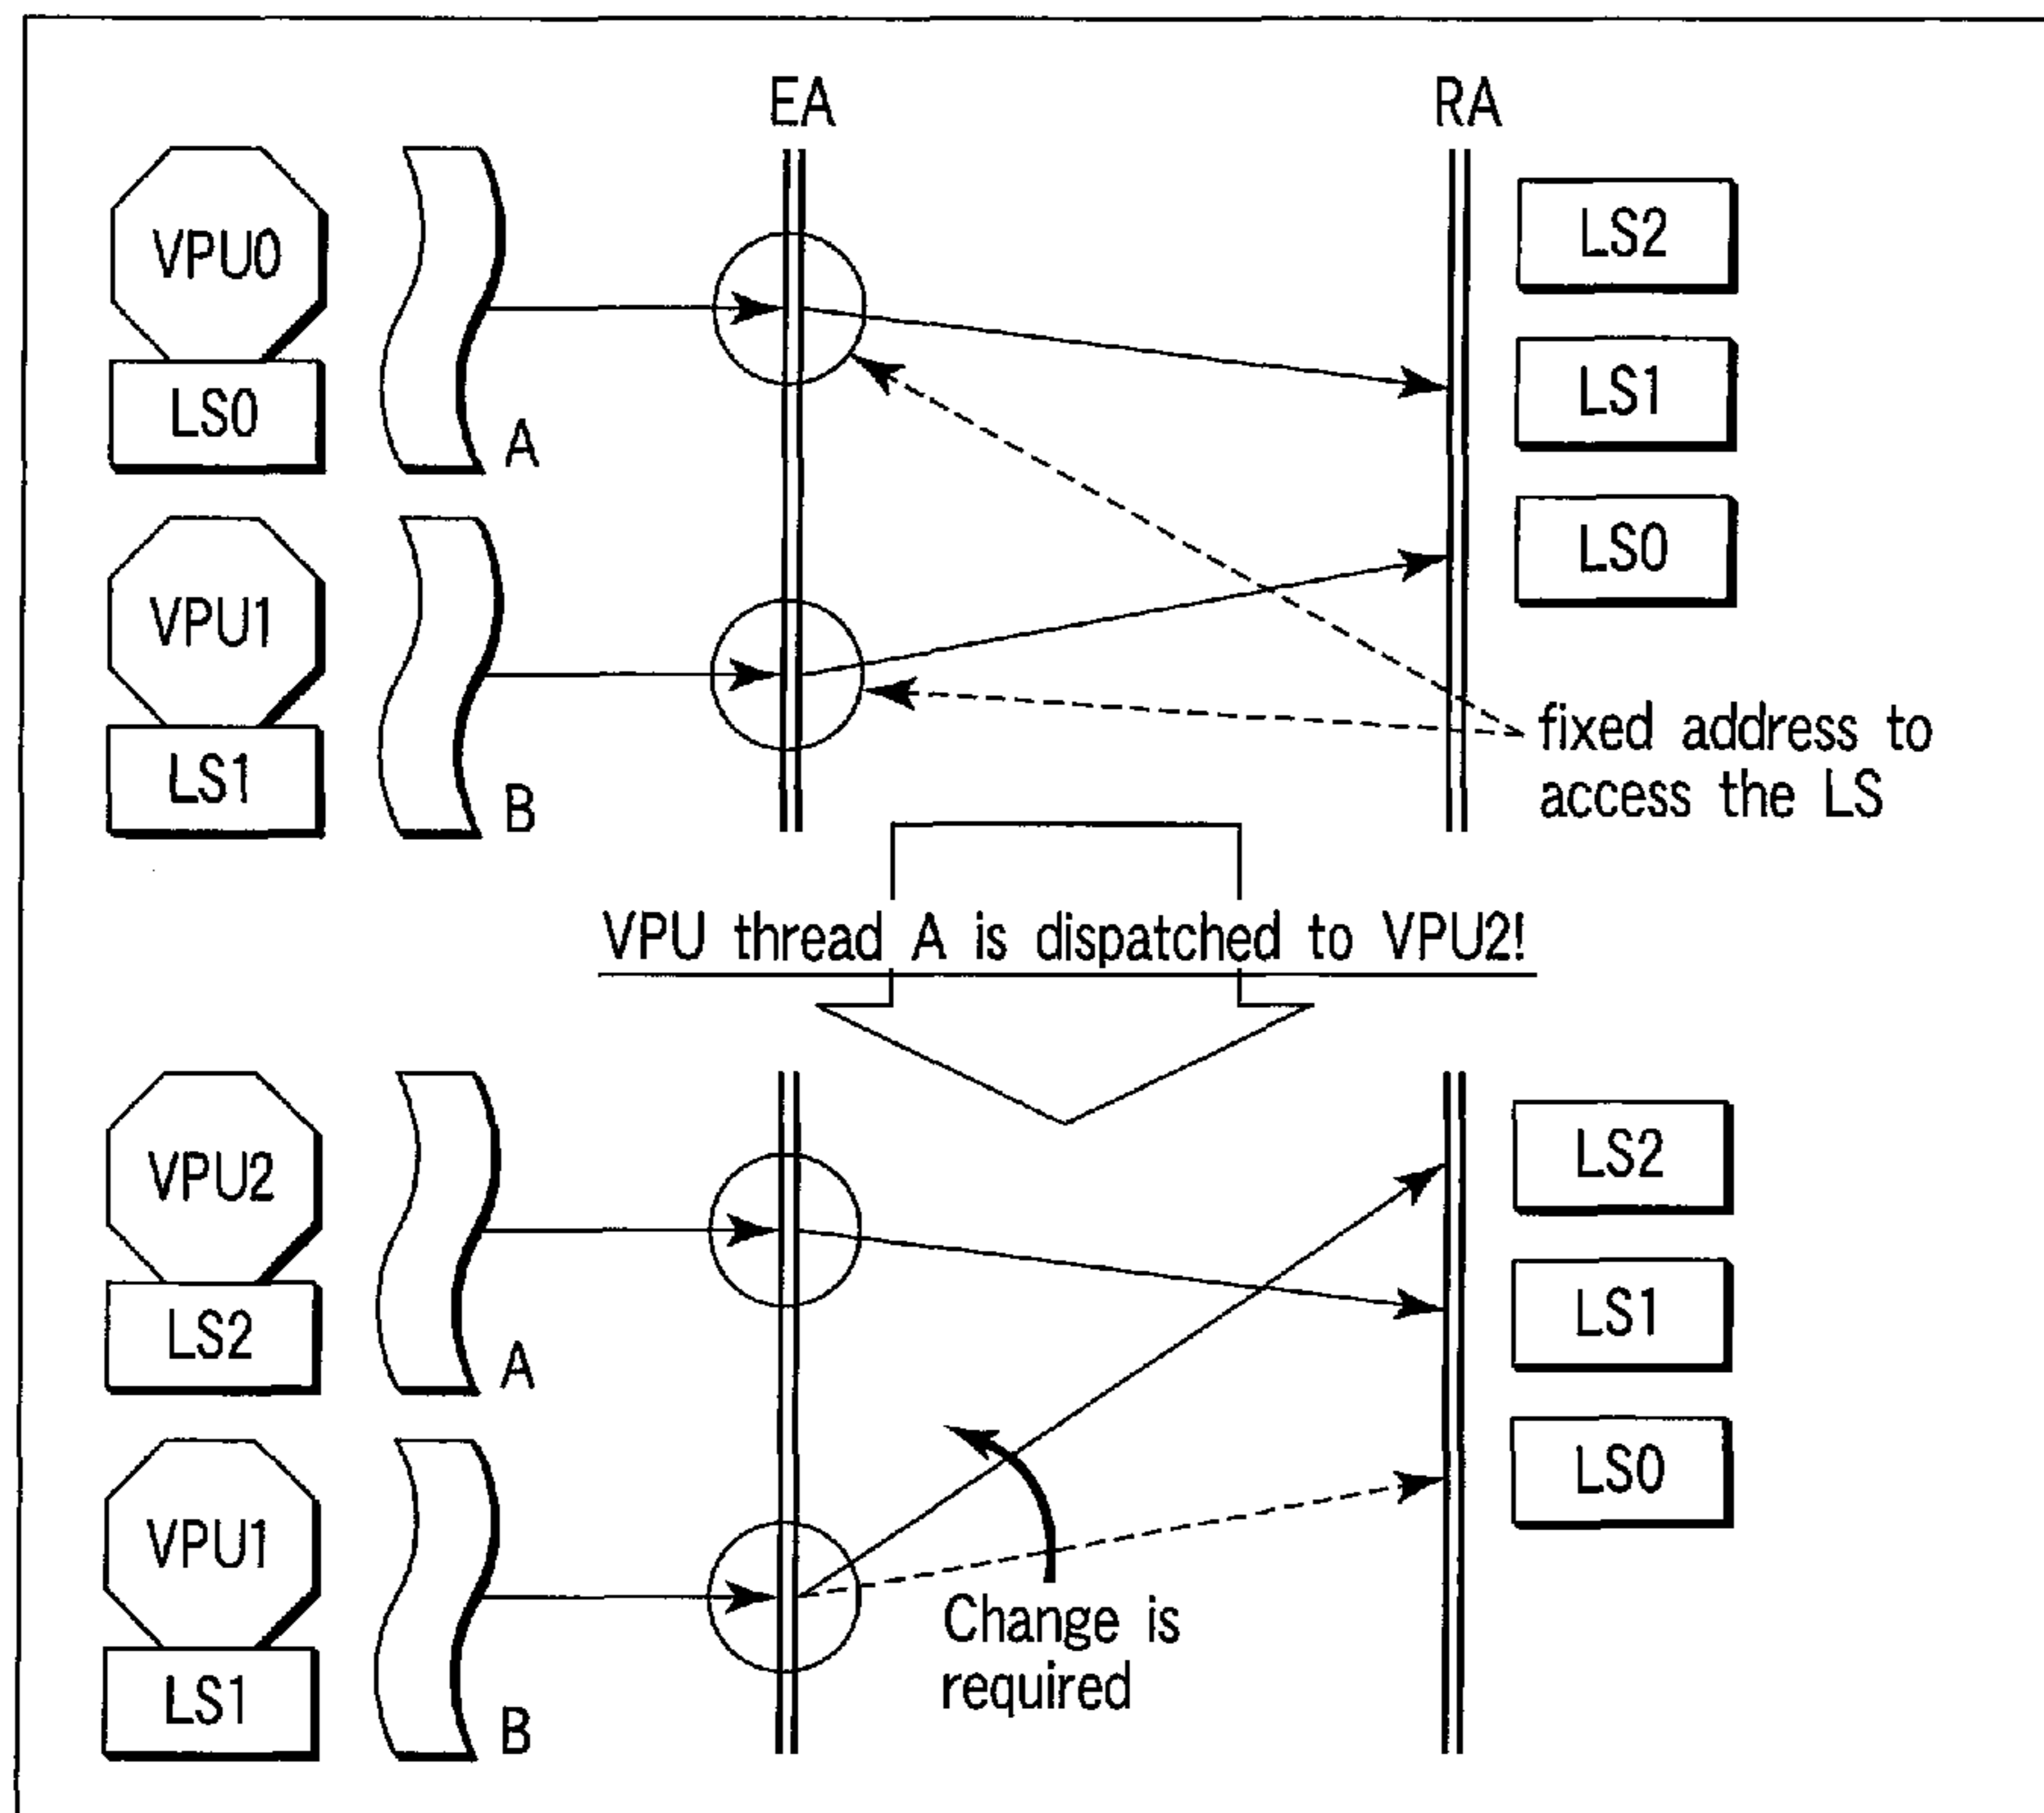 EA
RA
VPU0
LS0
A
LS2
LS1
LS0
VPU1
LS1
B
fixed address to
access the LS
VPU thread A is dispatched to VPU2!
VPU2
LS2
A
LS2
LS1
LS0
VPU1
LS1
B
Change is
required